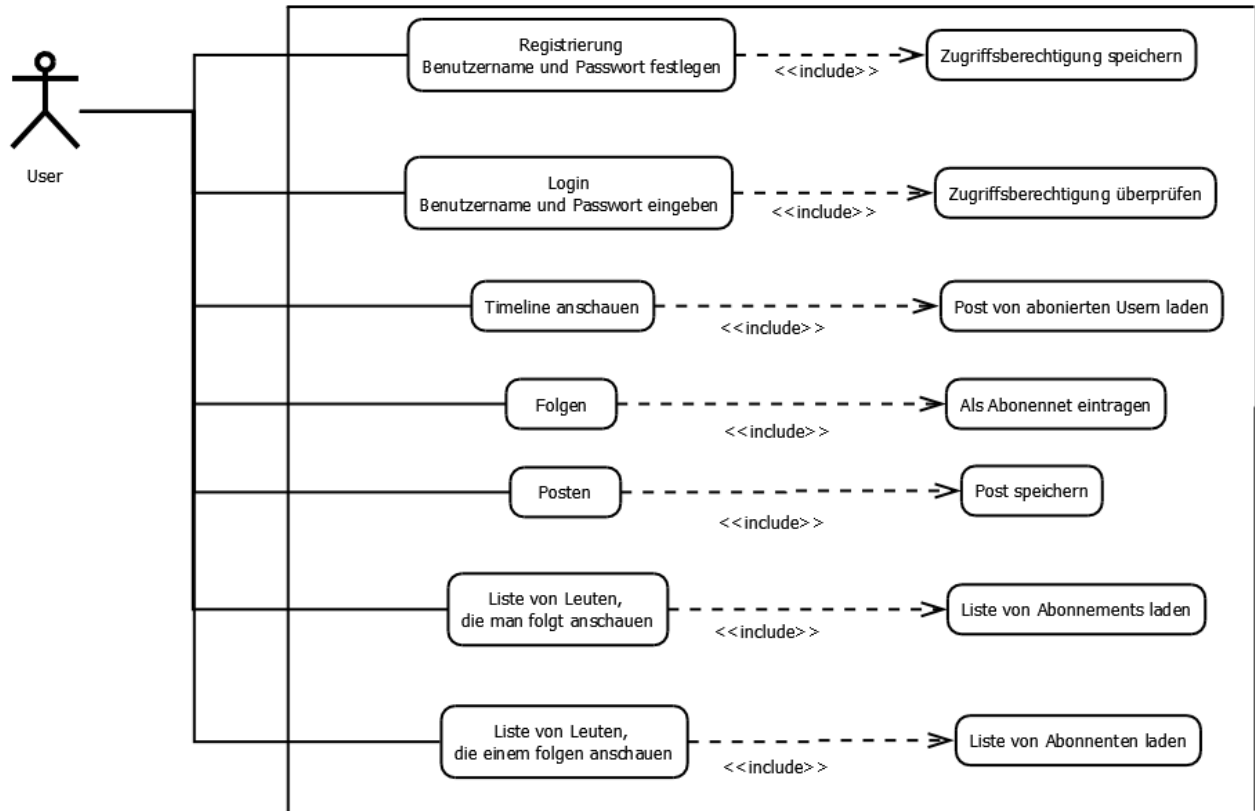 Registrierung
Benutzername und Passwort festlegen
<<include>>
Zugriffsberechtigung speichern
User
Login
Benutzername und Passwort eingeben
<<include>>
Zugriffsberechtigung überprüfen
Timeline anschauen
<<include>>
Post von abonierten Usern laden
Folgen
<<include>>
Als Abonennet eintragen
Posten
<<include>>
Post speichern
Liste von Leuten,
die man folgt anschauen
<<include>>
Liste von Abonnements laden
Liste von Leuten,
die einem folgen anschauen
<<include>>
Liste von Abonnenten laden